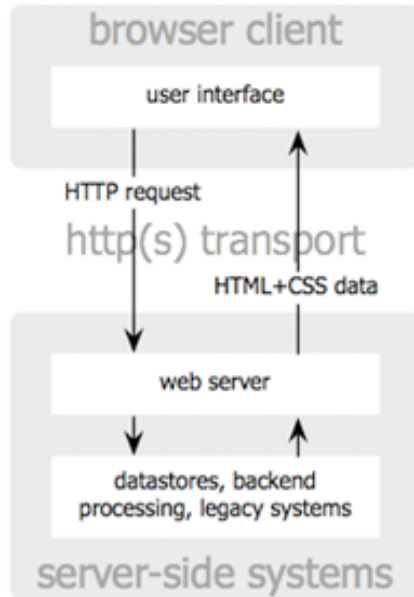 browser client
user interface
HTTP request
http(s) transport
HTML+CSS data
web server
datastores, backend
processing, legacy systems
server-side systems